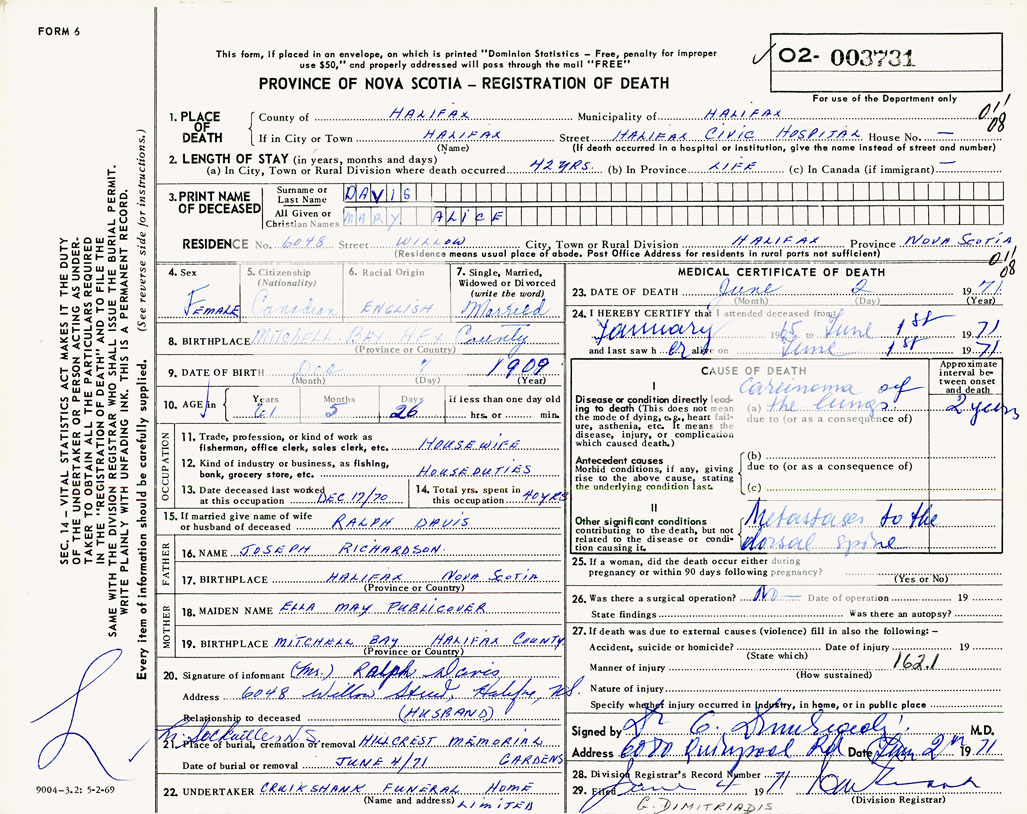 FORM 6
This form, if placed in an envelope, on which is printed "Dominion Statistics — Free, penalty for improper
use $50," and properly addressed will pass through the mail "FREE"
PROVINCE OF NOVA SCOTIA — REGISTRATION OF DEATH
02- 003731
For use of the Department only
01'
08
1. PLACE OF DEATH
County of HALIFAX Municipality of HALIFAX
If in City or Town HALIFAX Street HALIFAX CIVIC HOSPITAL House No. —
(Name) (If death occurred in a hospital or institution, give the name instead of street and number)
2. LENGTH OF STAY (in years, months and days)
(a) In City, Town or Rural Division where death occurred 42 YRS. (b) In Province LIFE (c) In Canada (if immigrant) —
3. PRINT NAME OF DECEASED
Surname or Last Name DAVIS
All Given or Christian Names MARY ALICE
RESIDENCE No. 6048 Street WILLOW City, Town or Rural Division HALIFAX Province NOVA SCOTIA
(Residence means usual place of abode. Post Office Address for residents in rural parts not sufficient)
01'
08
4. Sex
FEMALE
5. Citizenship
(Nationality)
Canadian
6. Racial Origin
ENGLISH
7. Single, Married,
Widowed or Divorced
(write the word)
Married
8. BIRTHPLACE MITCHELL BAY HFX County
(Province or Country)
9. DATE OF BIRTH Dec 7 1909
(Month) (Day) (Year)
10. AGE in
Years Months Days if less than one day old
61 5 26 hrs. or min.
OCCUPATION
11. Trade, profession, or kind of work as
fisherman, office clerk, sales clerk, etc. HOUSEWIFE
12. Kind of industry or business, as fishing,
bank, grocery store, etc. HOUSEDUTIES
13. Date deceased last worked
at this occupation DEC 17/70
14. Total yrs. spent in
this occupation 40 YRS
15. If married give name of wife
or husband of deceased RALPH DAVIS
FATHER
16. NAME JOSEPH RICHARDSON
17. BIRTHPLACE HALIFAX NOVA SCOTIA
(Province or Country)
MOTHER
18. MAIDEN NAME ELLA MAY PUBLICOVER
19. BIRTHPLACE MITCHELL BAY HALIFAX COUNTY
(Province or Country)
20. Signature of informant (Mr.) Ralph Davis
Address 6048 Willow Street, Halifax, N.S.
Relationship to deceased (HUSBAND)
Sackville N.S.
21. Place of burial, cremation or removal HILLCREST MEMORIAL
GARDENS
Date of burial or removal JUNE 4/71
22. UNDERTAKER CRUIKSHANK FUNERAL HOME
(Name and address) LIMITED
MEDICAL CERTIFICATE OF DEATH
23. DATE OF DEATH June 2 1971
(Month) (Day) (Year)
24. I HEREBY CERTIFY that I attended deceased from:
January 1965 to June 1st 1971
and last saw her alive on June 1st 1971
CAUSE OF DEATH
Approximate interval between onset and death
I
Disease or condition directly leading to death (This does not mean
the mode of dying, e.g., heart failure, asthenia, etc. It means the
disease, injury, or complication
which caused death.)
Carcinoma of
(a) the lungs 2 years
due to (or as a consequence of)
Antecedent causes
Morbid conditions, if any, giving
rise to the above cause, stating
the underlying condition last.
(b)
due to (or as a consequence of)
(c)
II
Other significant conditions
contributing to the death, but not
related to the disease or condition causing it.
Metastases to the
dorsal spine
25. If a woman, did the death occur either during
pregnancy or within 90 days following pregnancy?
(Yes or No)
26. Was there a surgical operation? No — Date of operation 19
State findings Was there an autopsy?
27. If death was due to external causes (violence) fill in also the following:—
Accident, suicide or homicide? Date of injury 19
(State which)
Manner of injury 162.1
(How sustained)
Nature of injury
Specify whether injury occurred in Industry, in home, or in public place
Signed by Dr G. M.D.
Address 6080 Quinpool Rd Date June 2nd 1971
28. Division Registrar's Record Number
29. Filed June 4 1971
(Division Registrar)
G. DIMITRIADIS
SEC. 14 — VITAL STATISTICS ACT MAKES IT THE DUTY
OF THE UNDERTAKER OR PERSON ACTING AS UNDER-
TAKER TO OBTAIN ALL THE PARTICULARS REQUIRED
IN THE "REGISTRATION OF DEATH" AND TO FILE THE
SAME WITH THE DIVISION REGISTRAR WHO SHALL ISSUE THE BURIAL PERMIT.
WRITE PLAINLY WITH UNFADING INK. THIS IS A PERMANENT RECORD.
Every item of information should be carefully supplied. (See reverse side for instructions.)
9004-3.2: 5-2-69